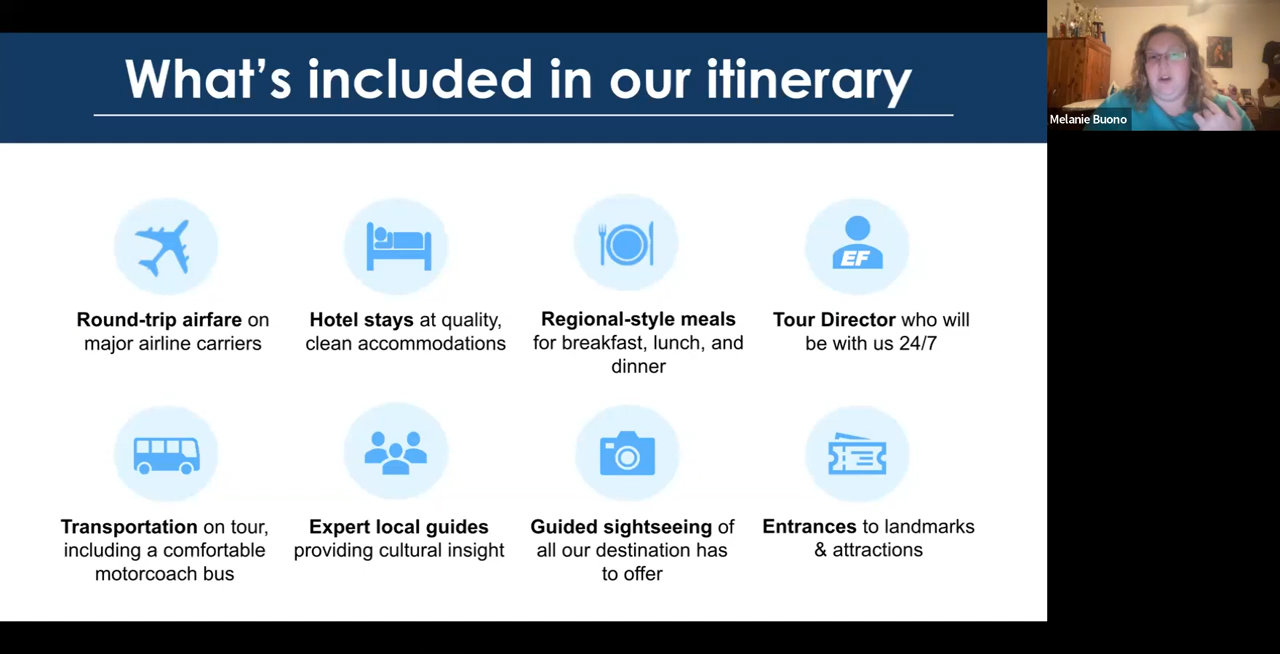 What's included in our itinerary
Melanie Buono
EF
Round-trip airfare on
major airline carriers
Hotel stays at quality,
clean accommodations
Regional-style meals
for breakfast, lunch, and
dinner
Tour Director who will
be with us 24/7
Transportation on tour,
including a comfortable
motorcoach bus
Expert local guides
providing cultural insight
Guided sightseeing of
all our destination has
to offer
Entrances to landmarks
& attractions